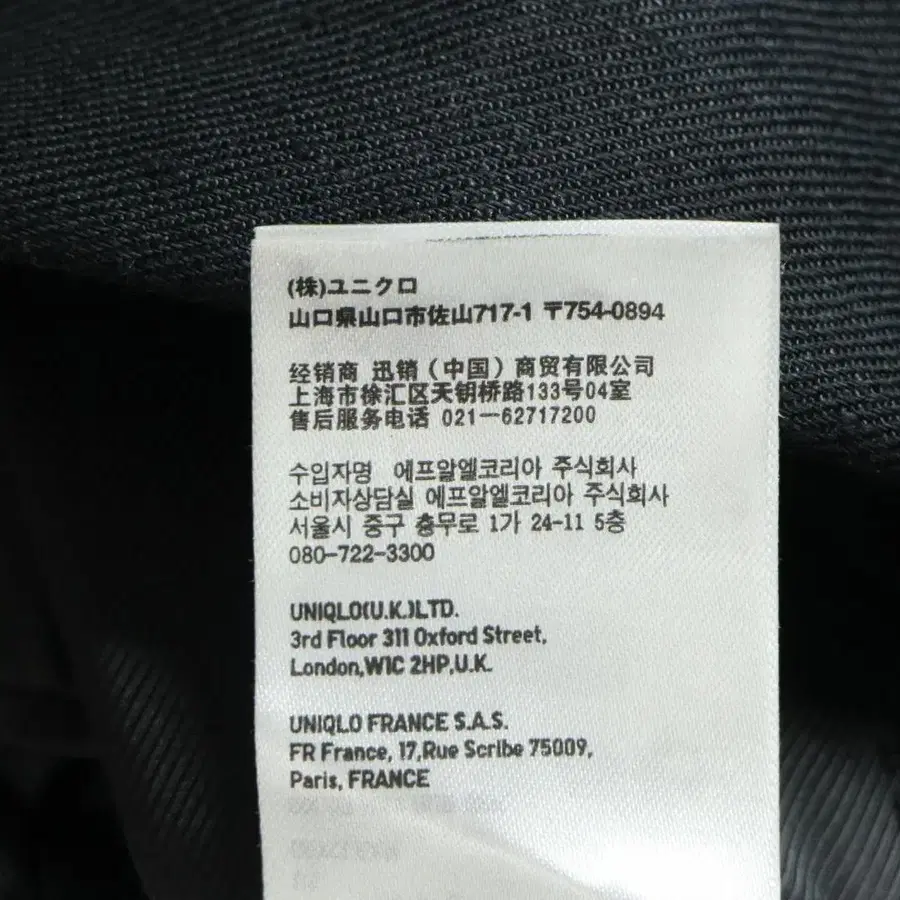 (株)ユニクロ
山口県山口市佐山717-1 〒754-0894
经销商 迅销（中国）商贸有限公司
上海市徐汇区天钥桥路133号04室
售后服务电话 021—62717200
수입자명 에프알엘코리아 주식회사
소비자상담실 에프알엘코리아 주식회사
서울시 중구 충무로 1가 24-11 5층
080-722-3300
UNIQLO(U.K.)LTD.
3rd Floor 311 Oxford Street,
London,W1C 2HP,U.K.
UNIQLO FRANCE S.A.S.
FR France, 17,Rue Scribe 75009,
Paris, FRANCE